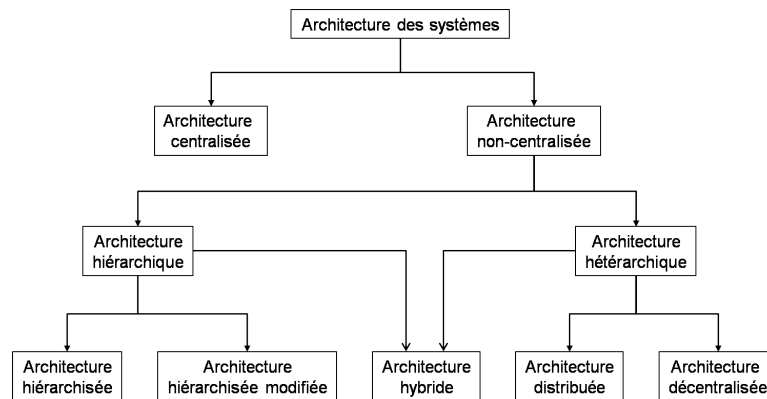 Architecture des systèmes
Architecture
centralisée
Architecture
non-centralisée
Architecture
hiérarchique
Architecture
hétérarchique
Architecture
hiérarchisée
Architecture
hiérarchisée modifiée
Architecture
hybride
Architecture
distribuée
Architecture
décentralisée